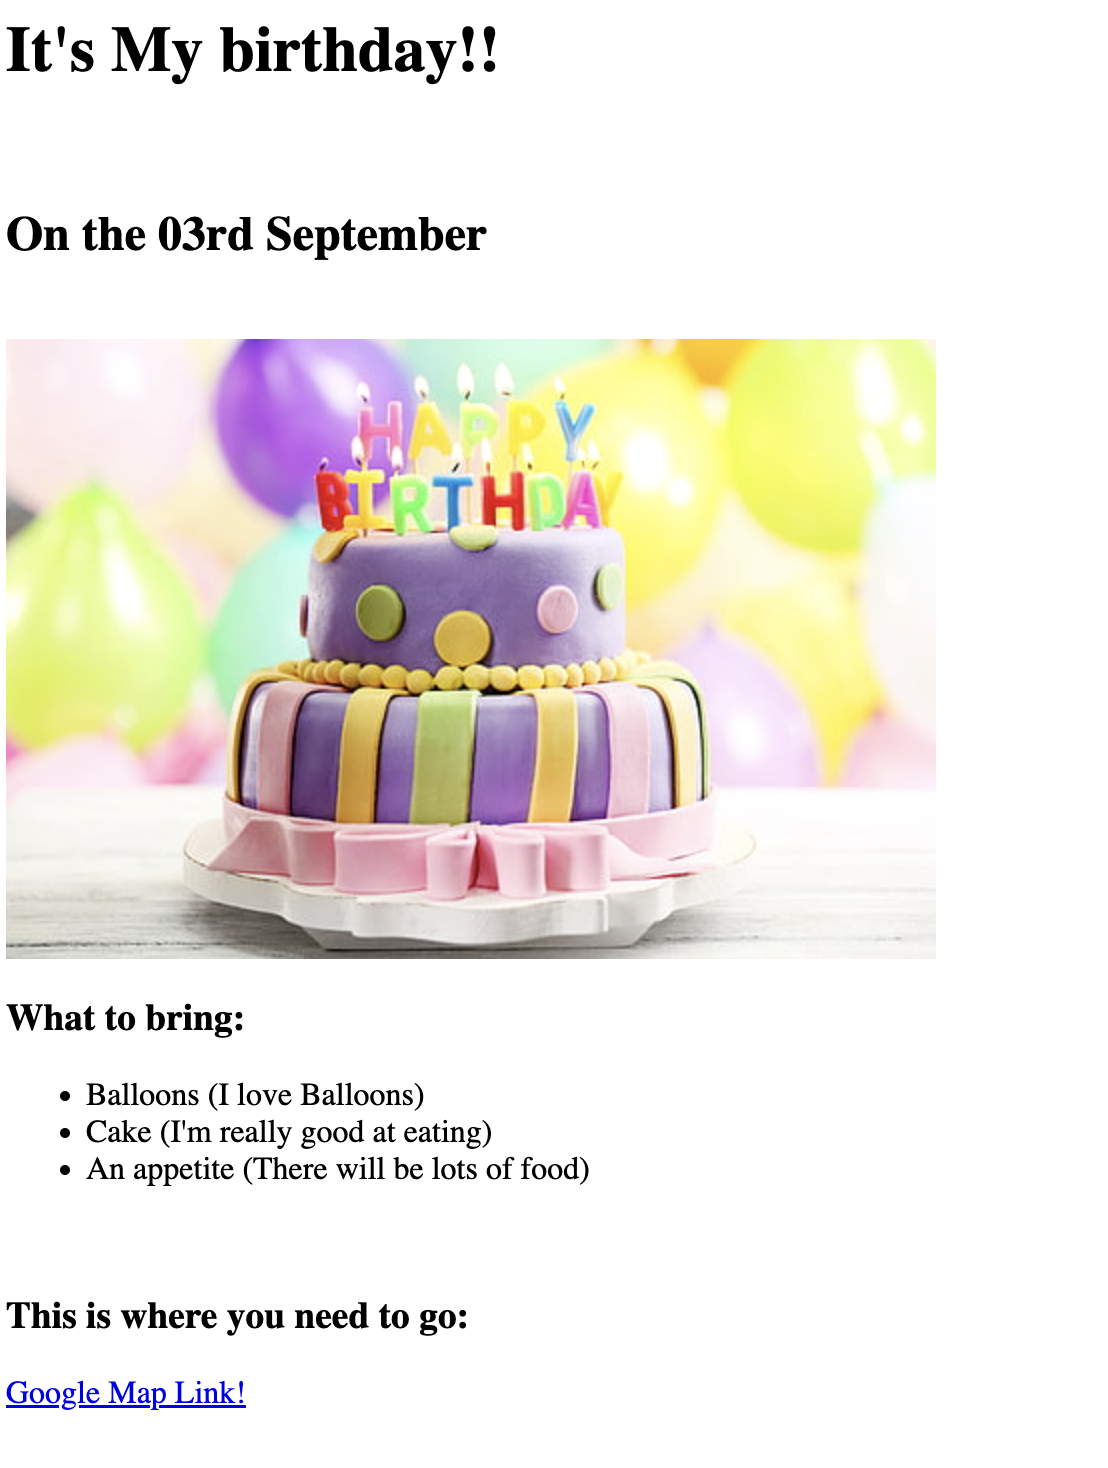 It's My birthday!!
On the 03rd September
HAPPY
BIRTHDAY
What to bring:
Balloons (I love Balloons)
Cake (I'm really good at eating)
An appetite (There will be lots of food)
This is where you need to go:
Google Map Link!